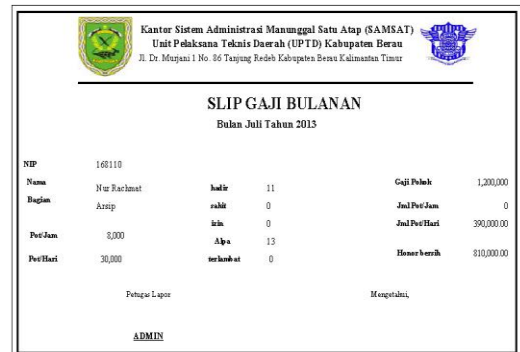 Kantor Sistem Administrasi Manunggal Satu Atap (SAMSAT)
Unit Pelaksana Teknis Daerah (UPTD) Kabupaten Berau
Jl. Dr. Murjani 1 No. 86 Tanjung Redeb Kabupaten Berau Kalimantan Timur
SLIP GAJI BULANAN
Bulan Juli Tahun 2013
NIP 168110
Nama Nur Rachmat hadir 11 Gaji Pokok 1,200,000
Bagian Arsip sakit 0 Jml Pot/Jam 0
izin 0 Jml Pot/Hari 390,000.00
Pot/Jam 8,000 Alpa 13
Pot/Hari 30,000 terlambat 0 Honor bersih 810,000.00
Petugas Lapor Mengetahui,
ADMIN